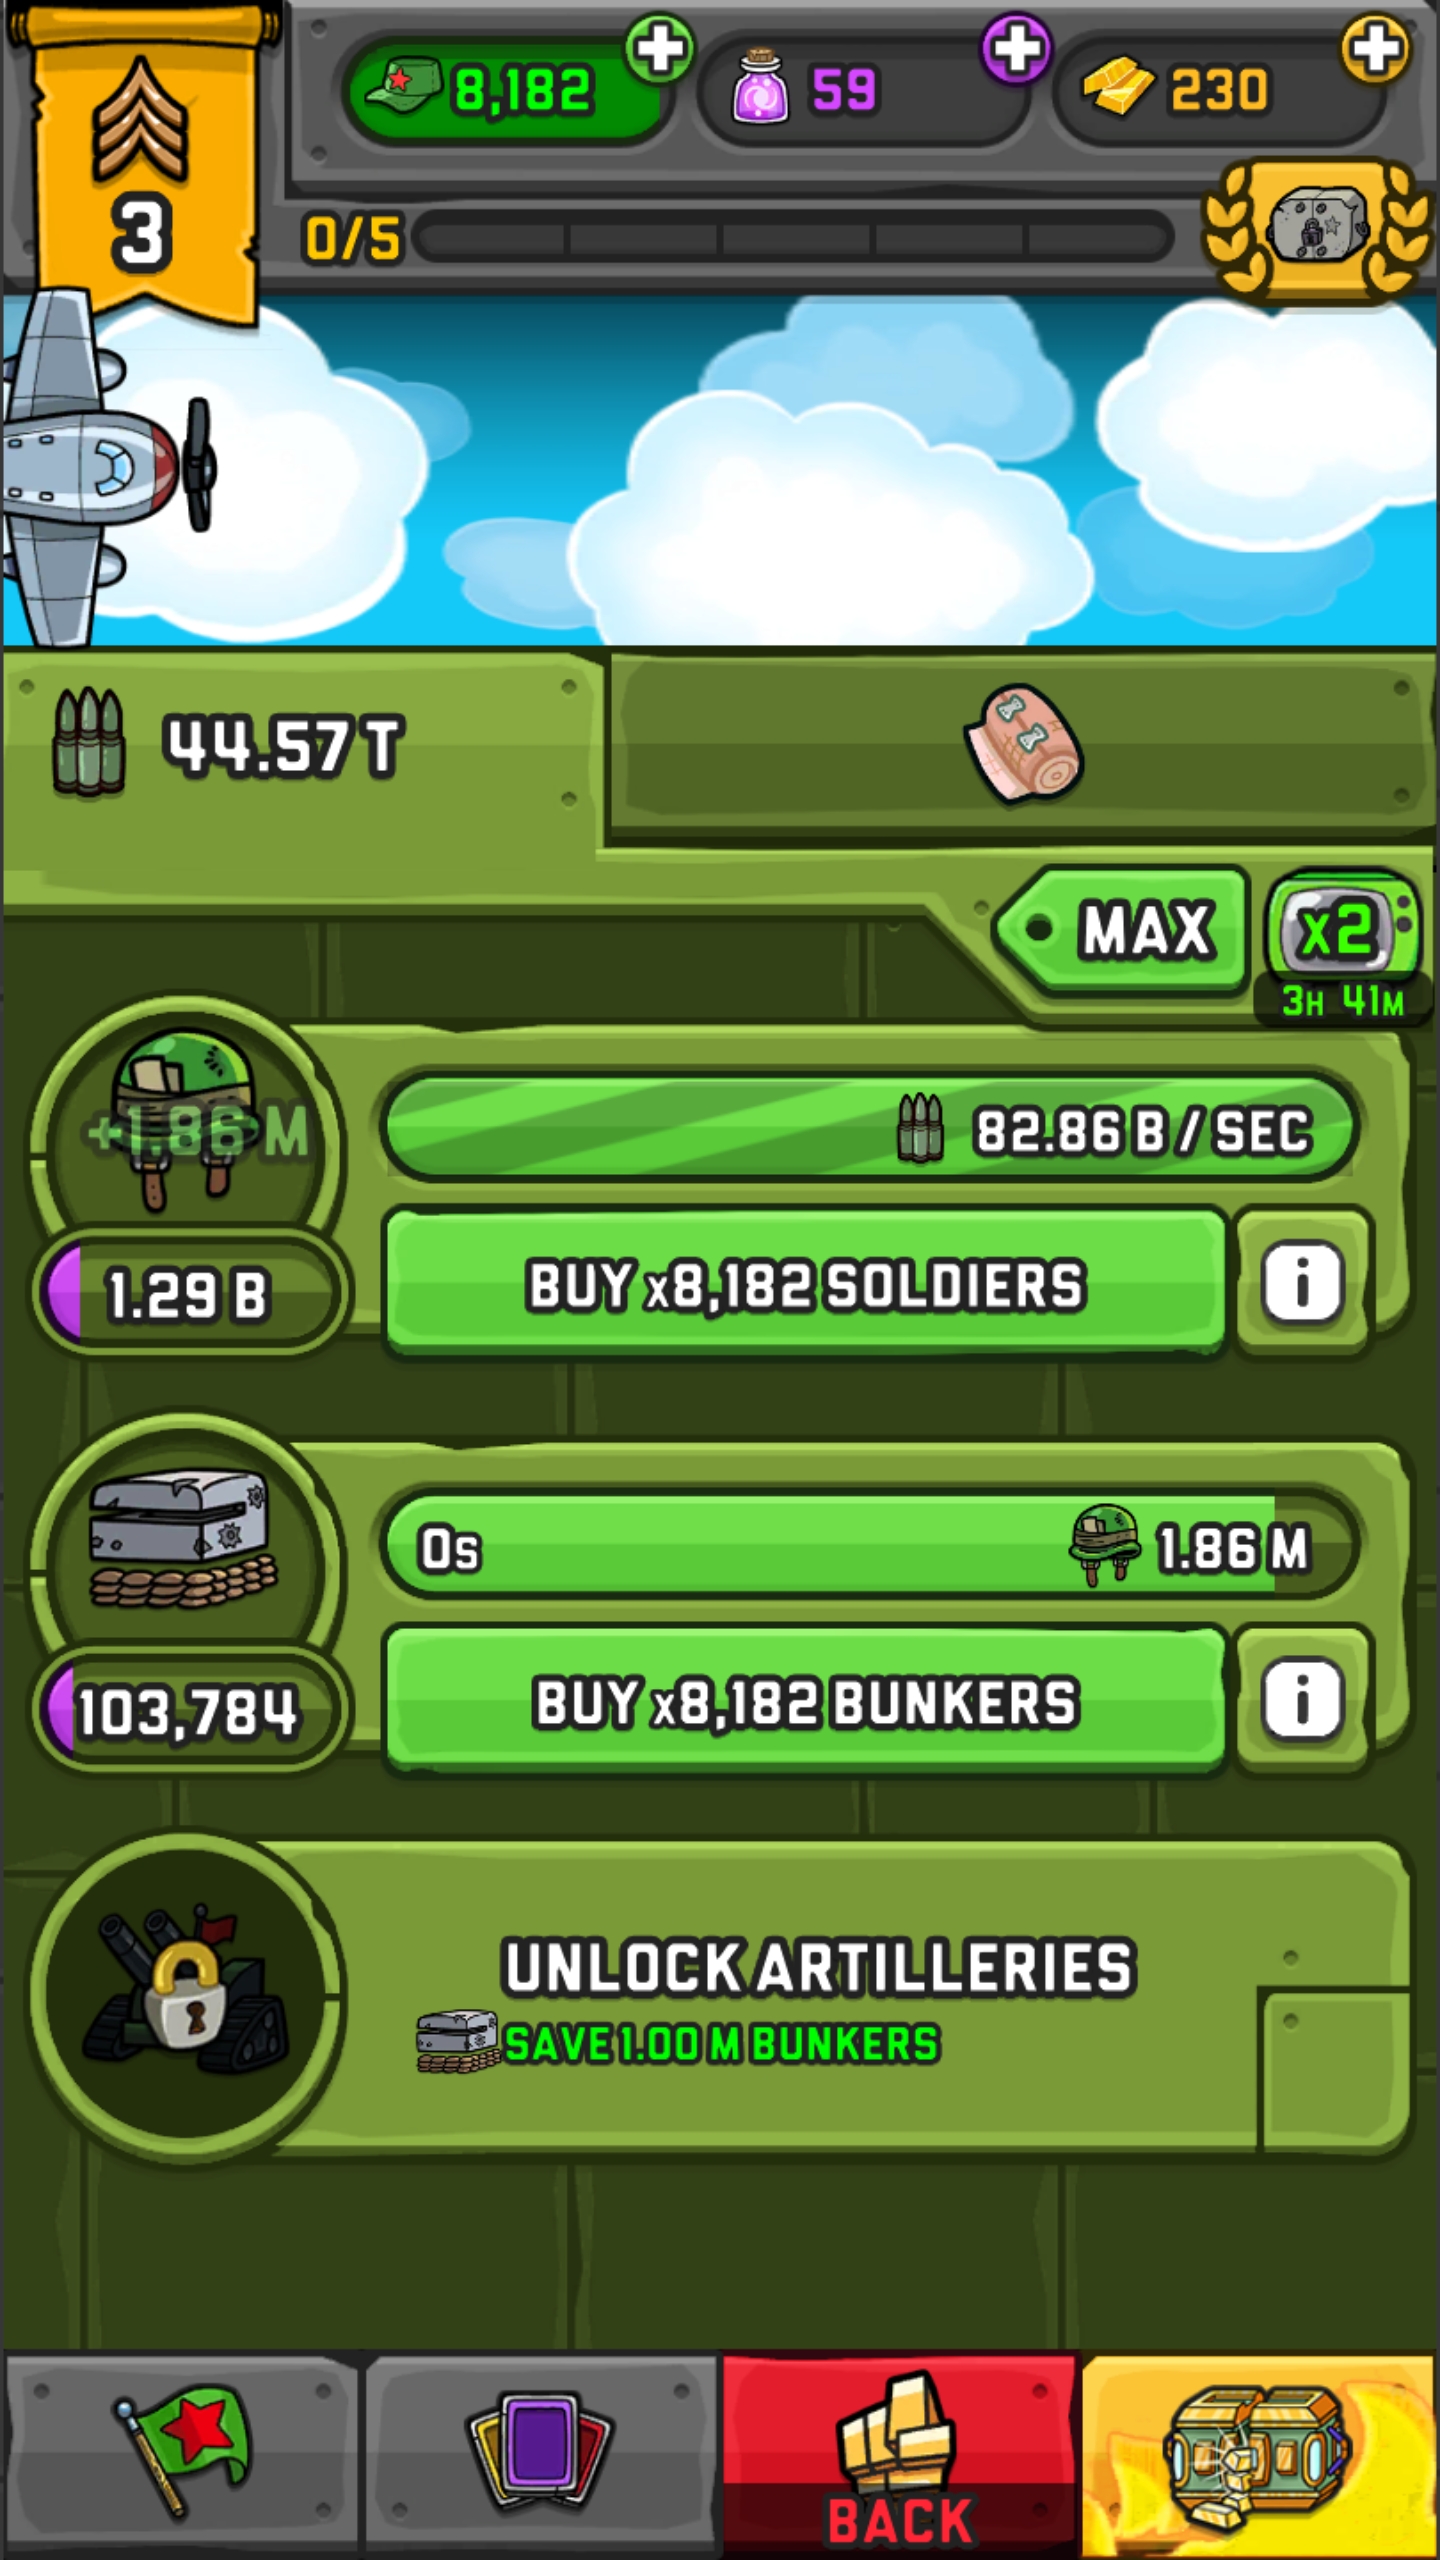 8,182
59
230
3
0/5
44.57 T
MAX
x2
3H 41M
+1.86 M
82.86 B / SEC
1.29 B
BUY x8,182 SOLDIERS
0s
1.86 M
103,784
BUY x8,182 BUNKERS
UNLOCK ARTILLERIES
SAVE 1.00 M BUNKERS
BACK